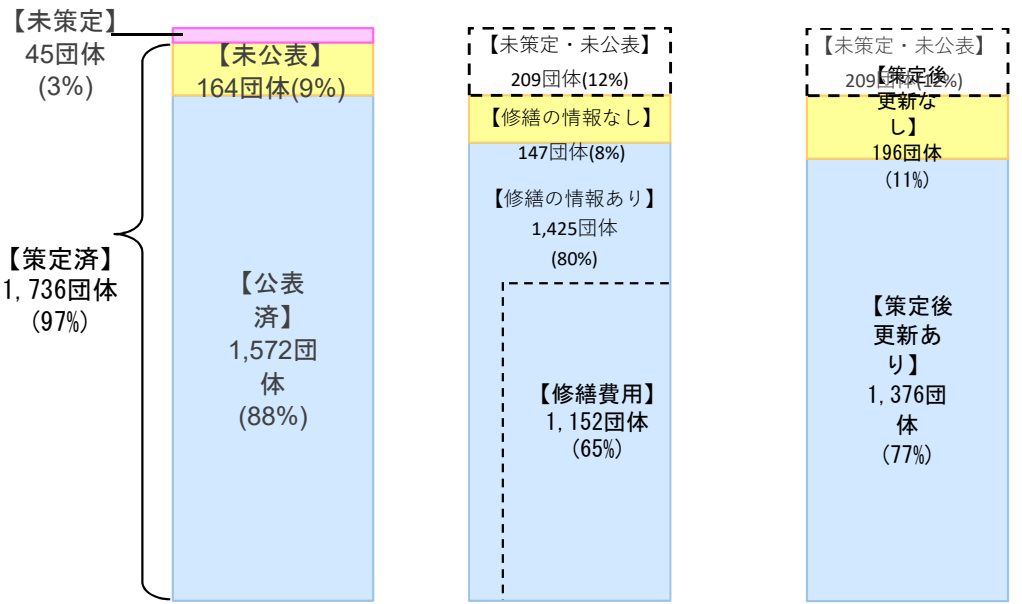 【未策定】
45団体
(3%)
【策定済】
1,736団体
(97%)
【未公表】
164団体(9%)
【公表
済】
1,572団
体
(88%)
【未策定・未公表】
209団体(12%)
【修繕の情報なし】
147団体(8%)
【修繕の情報あり】
1,425団体
(80%)
【修繕費用】
1,152団体
(65%)
【未策定・未公表】
209団体(12%)
【策定後
更新な
し】
196団体
(11%)
【策定後
更新あ
り】
1,376団
体
(77%)